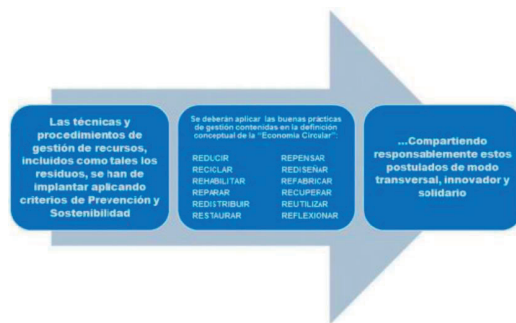 Las técnicas y
procedimientos de
gestión de recursos,
incluidos como tales los
residuos, se han de
implantar aplicando
criterios de Prevención y
Sostenibilidad
Se deberán aplicar las buenas prácticas
de gestión contenidas en la definición
conceptual de la "Economía Circular":
REDUCIR
RECICLAR
REHABILITAR
REPARAR
REDISTRIBUIR
RESTAURAR
REPENSAR
REDISEÑAR
REFABRICAR
RECUPERAR
REUTILIZAR
REFLEXIONAR
...Compartiendo
responsablemente estos
postulados de modo
transversal, innovador y
solidario